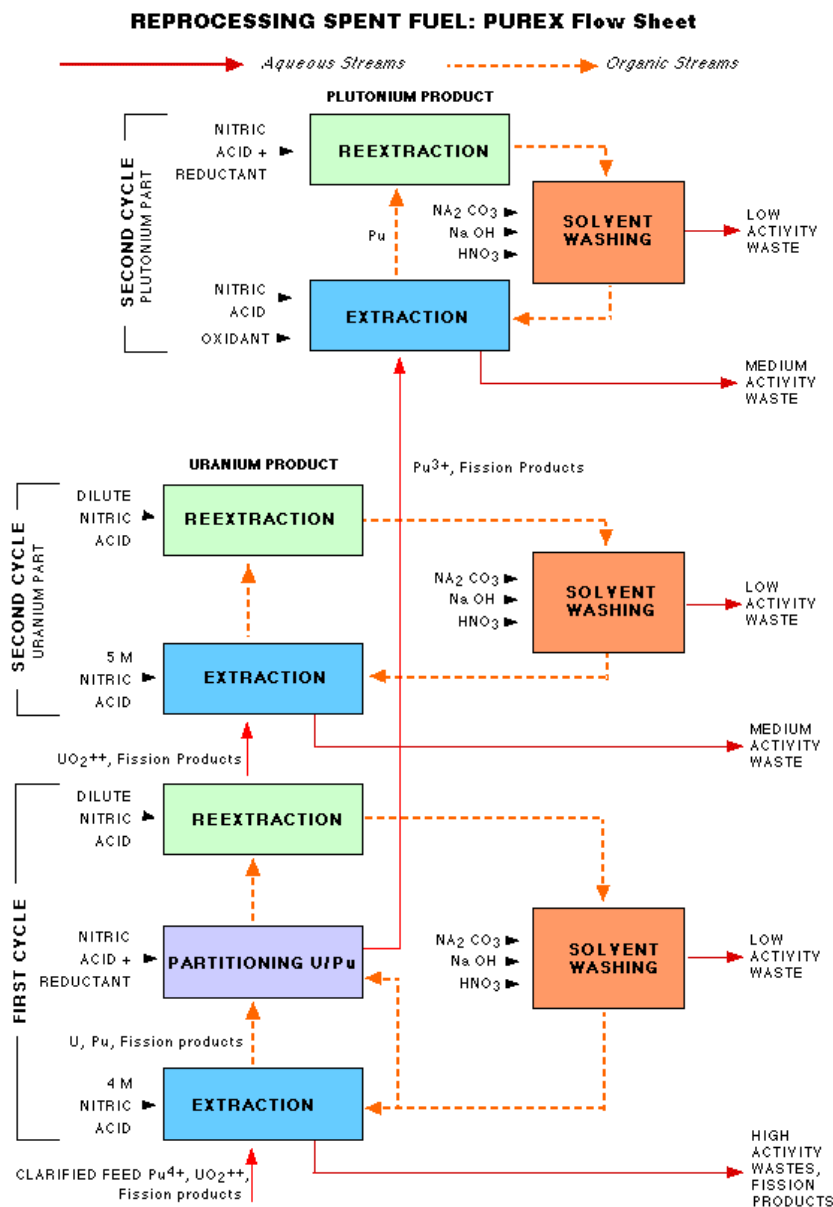 REPROCESSING SPENT FUEL: PUREX Flow Sheet
Aqueous Streams
Organic Streams
PLUTONIUM PRODUCT
SECOND CYCLE
PLUTONIUM PART
NITRIC
ACID +
REDUCTANT
REEXTRACTION
NA2 CO3
Na OH
HNO3
SOLVENT
WASHING
LOW
ACTIVITY
WASTE
Pu
NITRIC
ACID
OXIDANT
EXTRACTION
MEDIUM
ACTIVITY
WASTE
Pu3+, Fission Products
URANIUM PRODUCT
SECOND CYCLE
URANIUM PART
DILUTE
NITRIC
ACID
REEXTRACTION
NA2 CO3
Na OH
HNO3
SOLVENT
WASHING
LOW
ACTIVITY
WASTE
5 M
NITRIC
ACID
EXTRACTION
MEDIUM
ACTIVITY
WASTE
UO2++, Fission Products
FIRST CYCLE
DILUTE
NITRIC
ACID
REEXTRACTION
NITRIC
ACID +
REDUCTANT
PARTITIONING U/Pu
NA2 CO3
Na OH
HNO3
SOLVENT
WASHING
LOW
ACTIVITY
WASTE
U, Pu, Fission products
4 M
NITRIC
ACID
EXTRACTION
HIGH
ACTIVITY
WASTES,
FISSION
PRODUCTS
CLARIFIED FEED Pu4+, UO2++,
Fission products